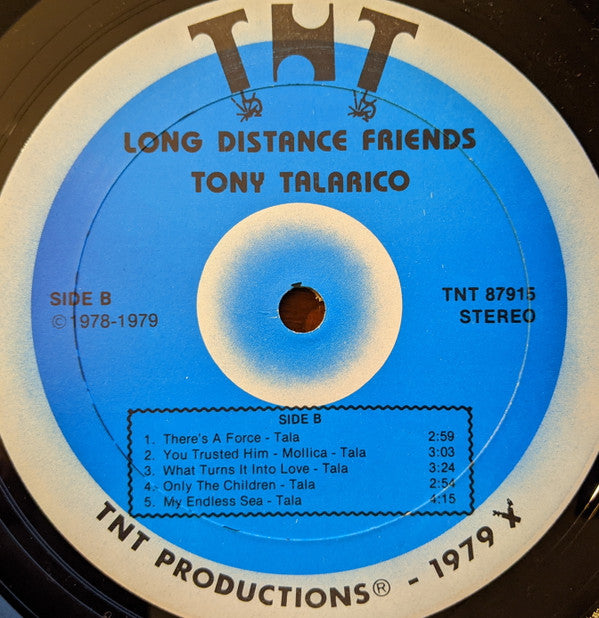 TNT
LONG DISTANCE FRIENDS
TONY TALARICO
SIDE B
©1978-1979
TNT 87915
STEREO
SIDE B
1. There's A Force - Tala 2:59
2. You Trusted Him - Mollica - Tala 3:03
3. What Turns It Into Love - Tala 3:24
4. Only The Children - Tala 2:54
5. My Endless Sea - Tala 4:15
TNT PRODUCTIONS® - 1979